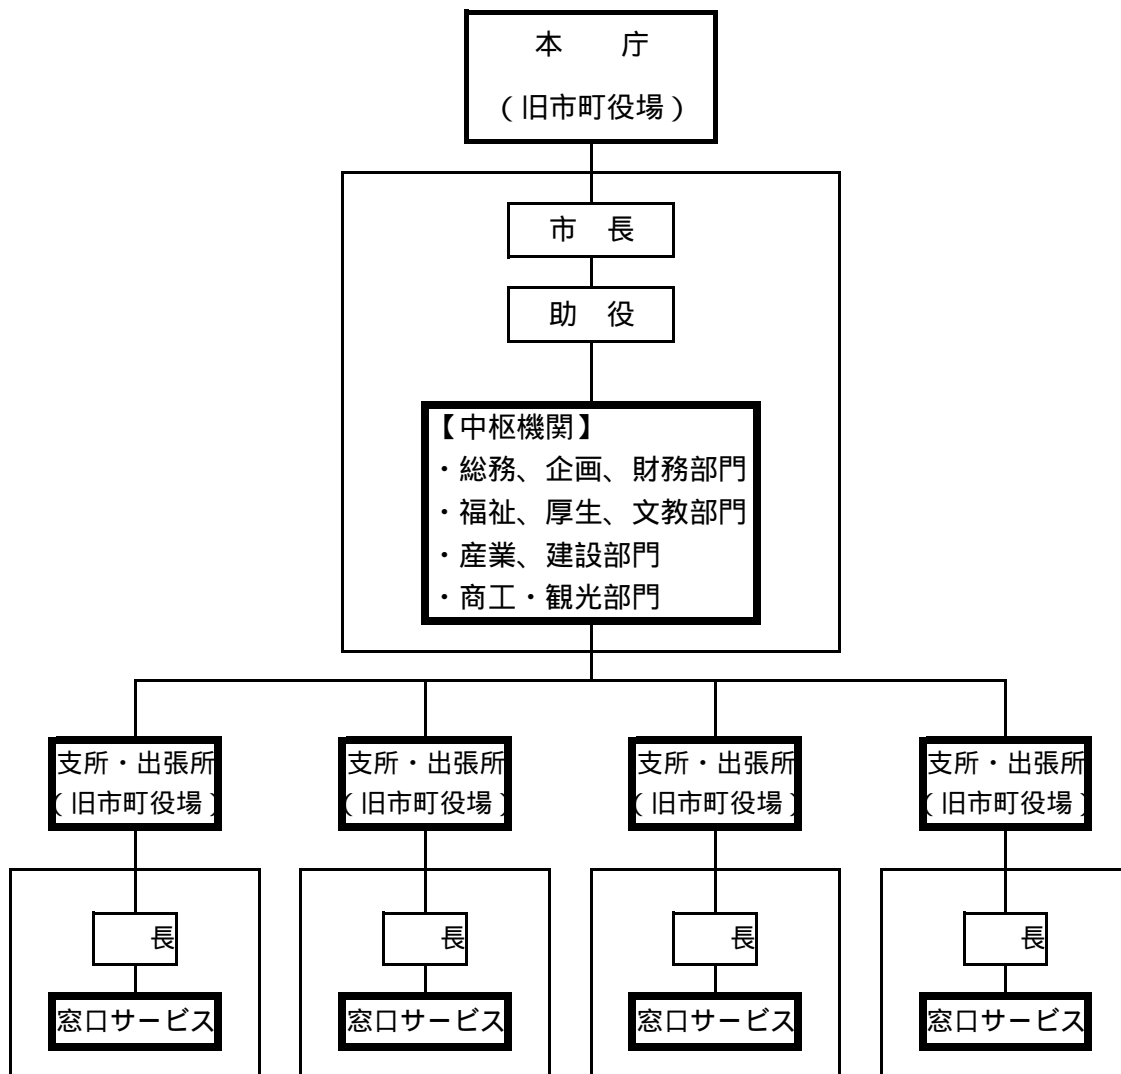 本　　庁
（旧市町役場）
市　長
助　役
【中枢機関】
・総務、企画、財務部門
・福祉、厚生、文教部門
・産業、建設部門
・商工・観光部門
支所・出張所
（旧市町役場）
支所・出張所
（旧市町役場）
支所・出張所
（旧市町役場）
支所・出張所
（旧市町役場）
長
長
長
長
窓口サービス
窓口サービス
窓口サービス
窓口サービス